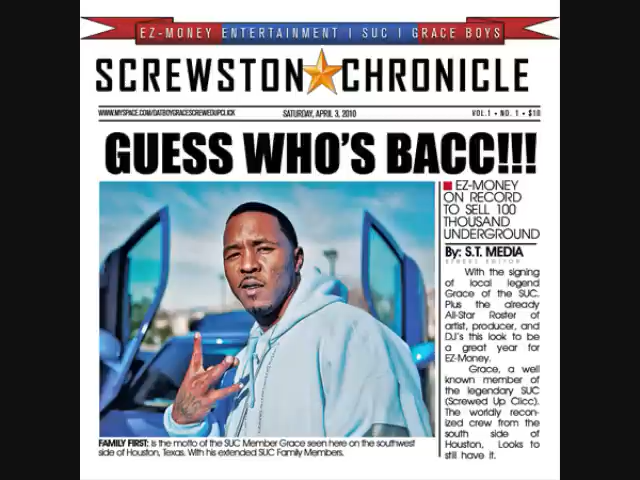 EZ-MONEY ENTERTAINMENT | SUC | GRACE BOYS
SCREWSTON CHRONICLE
WWW.MYSPACE.COM/DATBOYGRACESCREWEDUPCLICK
SATURDAY, APRIL 3, 2010
VOL.1 • NO. 1 • $10
GUESS WHO'S BACC!!!
EZ-MONEY
ON RECORD
TO SELL 100
THOUSAND
UNDERGROUND
By: S.T. MEDIA
STREET EDITOR
With the signing
of local legend
Grace of the SUC.
Plus the already
All-Star Roster of
artist, producer, and
DJ's this look to be
a great year for
EZ-Money.
Grace, a well
known member of
the legendary SUC
(Screwed Up Clicc).
The worldly recon-
ized crew from the
south side of
Houston, Looks to
still have it.
FAMILY FIRST: Is the motto of the SUC Member Grace seen here on the southwest
side of Houston, Texas. With his extended SUC Family Members.